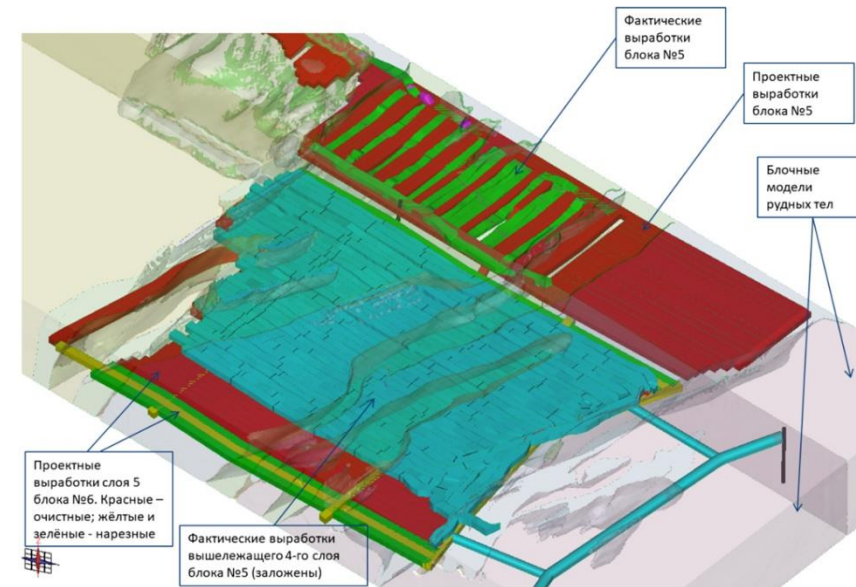 Фактические
выработки
блока №5
Проектные
выработки
блока №5
Блочные
модели
рудных тел
Проектные
выработки слоя 5
блока №6. Красные –
очистные; жёлтые и
зелёные - нарезные
Фактические выработки
вышележащего 4-го слоя
блока №5 (заложены)